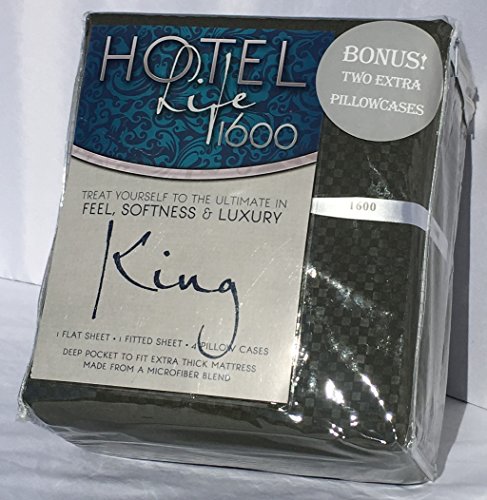 HOTEL
Life
1600
BONUS!
TWO EXTRA
PILLOWCASES
TREAT YOURSELF TO THE ULTIMATE IN
FEEL, SOFTNESS & LUXURY
1600
King
1 FLAT SHEET • 1 FITTED SHEET • 4 PILLOW CASES
DEEP POCKET TO FIT EXTRA THICK MATTRESS
MADE FROM A MICROFIBER BLEND